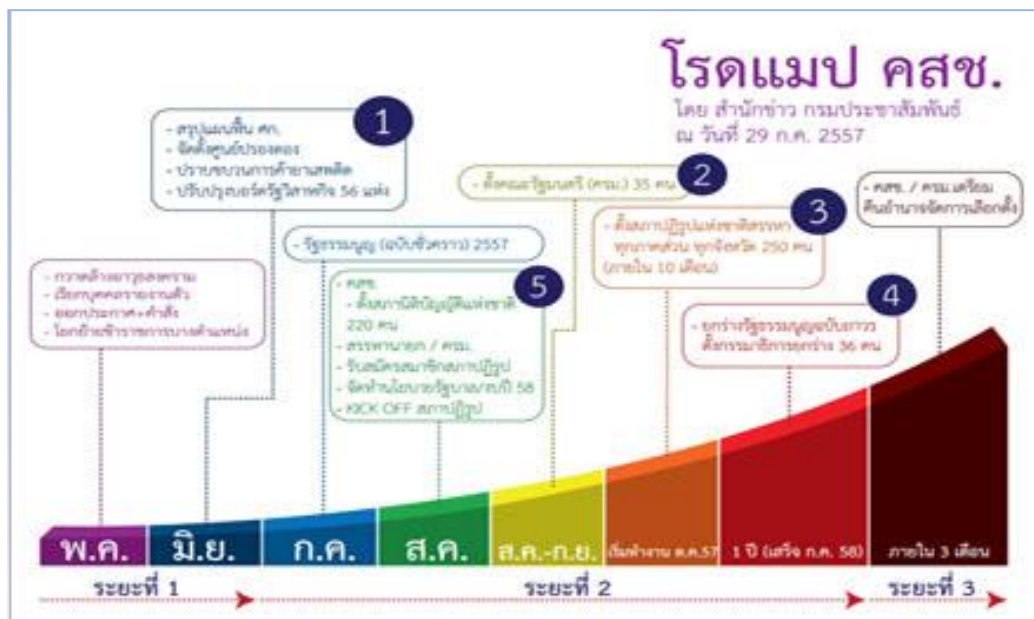 โรดแมป คสช.
โดย สำนักข่าว กรมประชาสัมพันธ์
ณ วันที่ 29 ก.ค. 2557
1
- สรุปแผนฟื้น ศก.
- จัดตั้งศูนย์ปรองดอง
- ปราบขบวนการค้ายาเสพติด
- ปรับปรุงบอร์ดรัฐวิสาหกิจ 56 แห่ง
2
- ตั้งคณะรัฐมนตรี (ครม.) 35 คน
3
- ตั้งสภาปฏิรูปแห่งชาติสรรหา
ทุกภาคส่วน ทุกจังหวัด 250 คน
(ภายใน 10 เดือน)
- คสช. / ครม.เตรียม
คืนอำนาจจัดการเลือกตั้ง
- กวาดล้างอาวุธสงคราม
- เรียกบุคคลรายงานตัว
- ออกประกาศ+คำสั่ง
- โยกย้ายข้าราชการบางตำแหน่ง
- รัฐธรรมนูญ (ฉบับชั่วคราว) 2557
5
- คสช.
- ตั้งสภานิติบัญญัติแห่งชาติ
220 คน
- สรรหานายก / ครม.
- รับสมัครสมาชิกสภาปฏิรูป
- จัดทำนโยบายรัฐบาล/งบปี 58
- KICK OFF สภาปฏิรูป
4
- ยกร่างรัฐธรรมนูญฉบับถาวร
ตั้งกรรมาธิการยกร่าง 36 คน
พ.ค.
มิ.ย.
ก.ค.
ส.ค.
ส.ค.-ก.ย.
เริ่มทำงาน ต.ค.57
1 ปี (เสร็จ ก.ค. 58)
ภายใน 3 เดือน
ระยะที่ 1
ระยะที่ 2
ระยะที่ 3